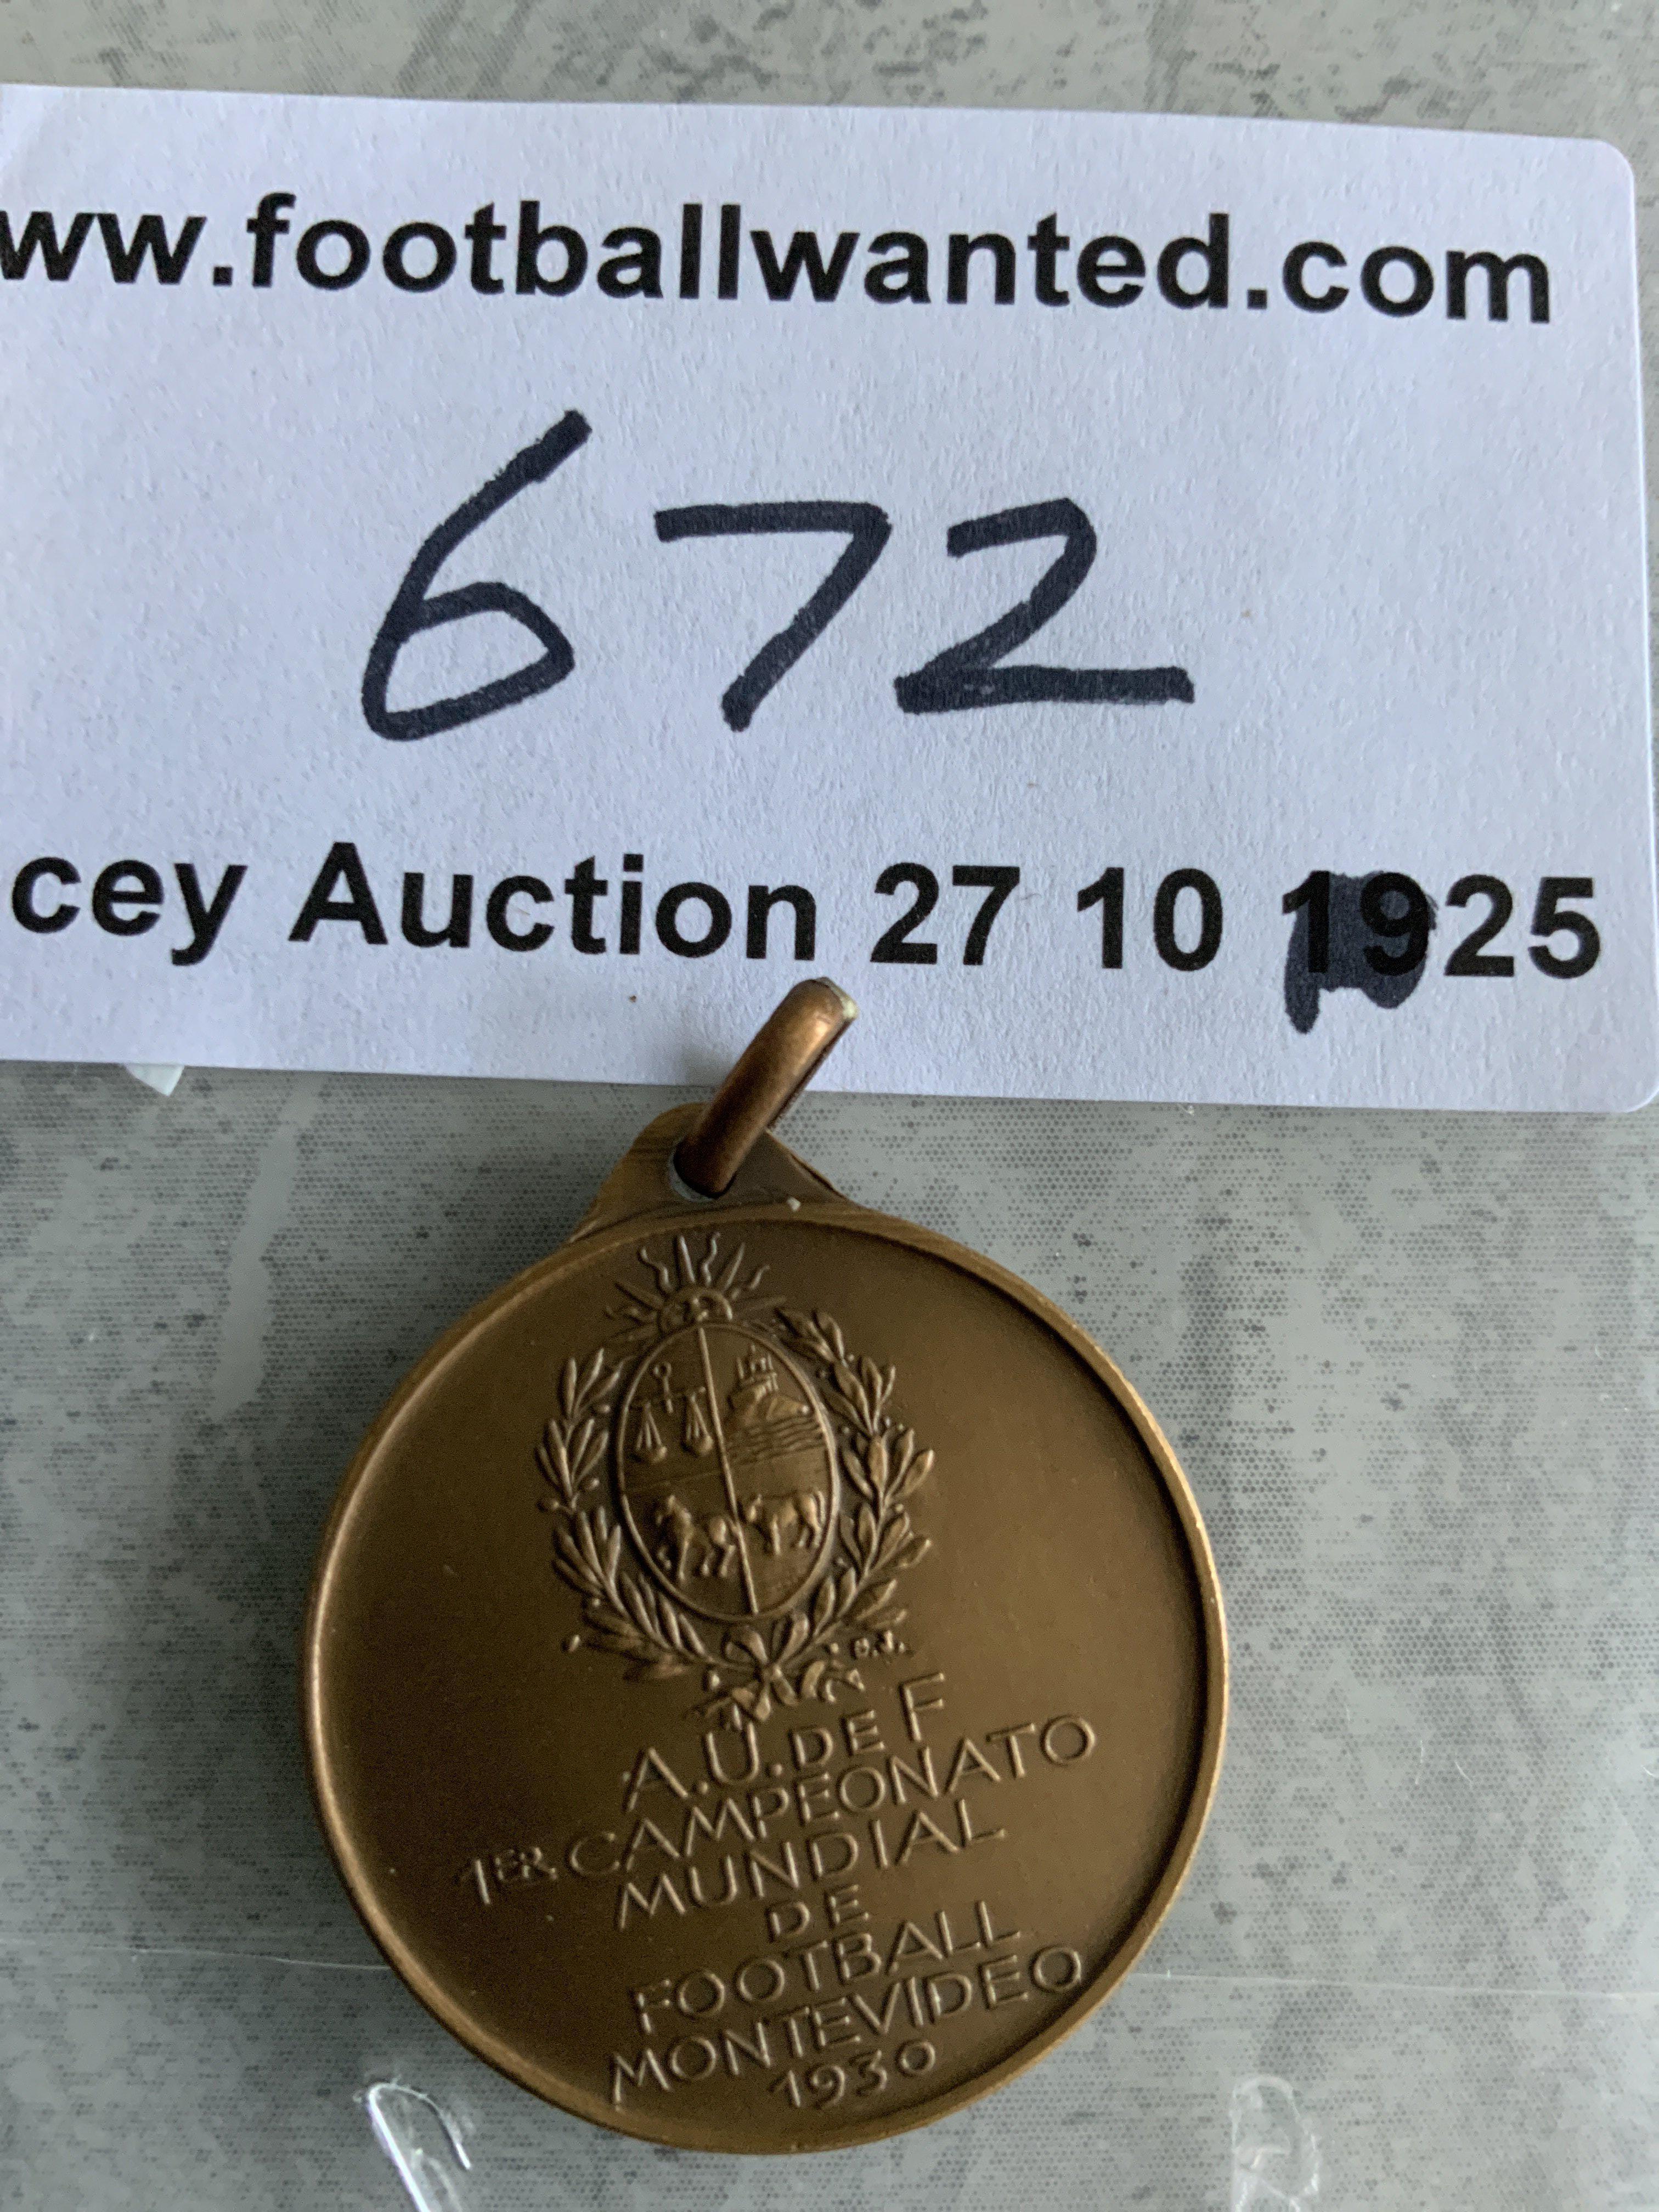 ww.footballwanted.com
672
cey Auction 27 10 1925
S.J.
A.U. DE F
1ER CAMPEONATO
MUNDIAL
DE
FOOTBALL
MONTEVIDEO
1930